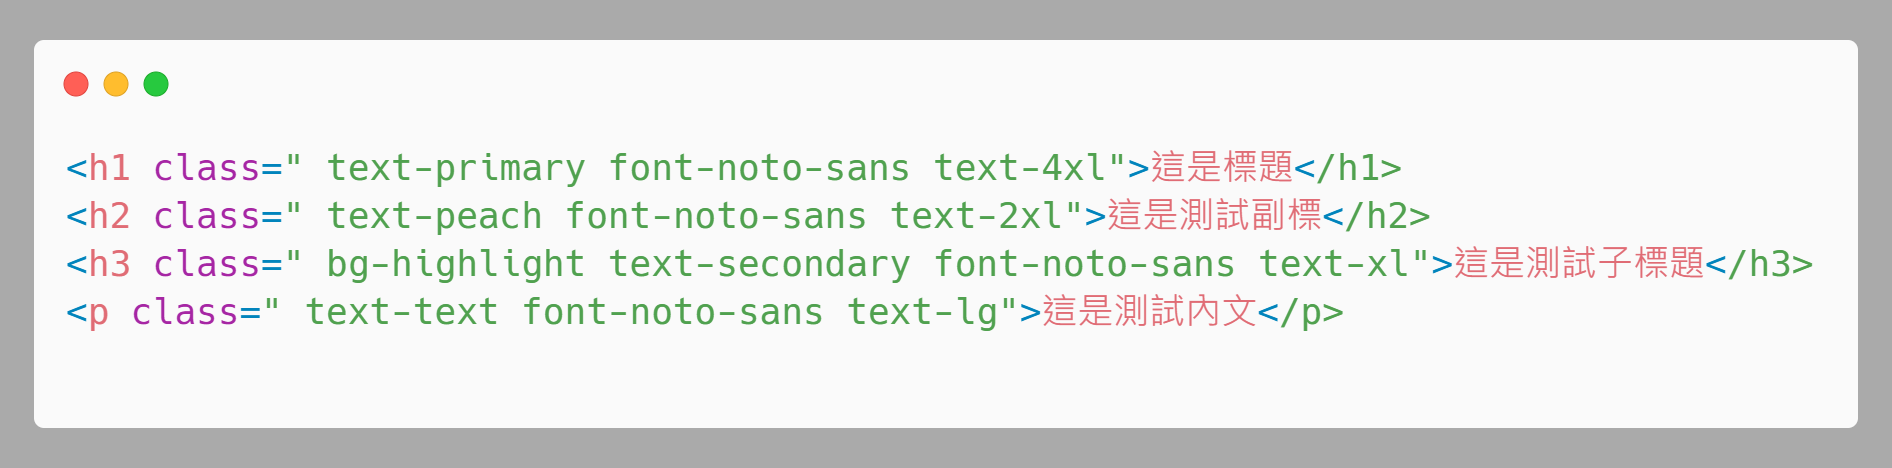 <h1 class=" text-primary font-noto-sans text-4xl">這是標題</h1>
<h2 class=" text-peach font-noto-sans text-2xl">這是測試副標</h2>
<h3 class=" bg-highlight text-secondary font-noto-sans text-xl">這是測試子標題</h3>
<p class=" text-text font-noto-sans text-lg">這是測試內文</p>